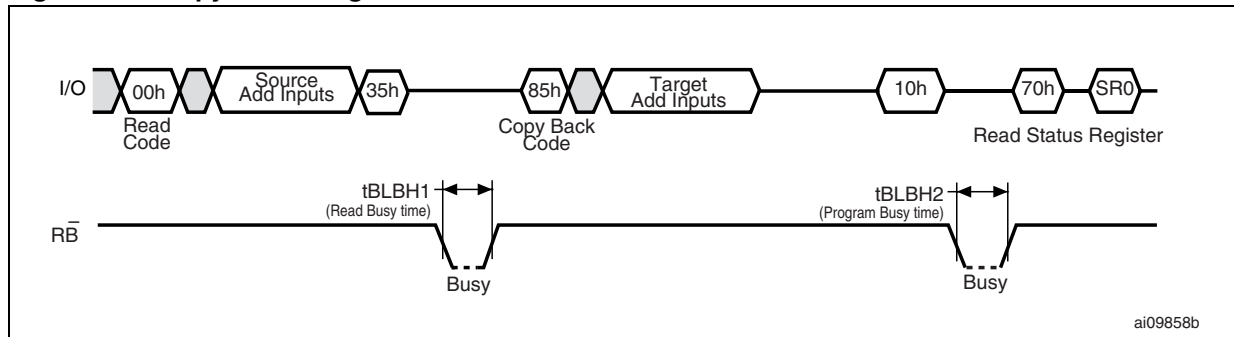 I/O 00h Source Add Inputs 35h 85h Target Add Inputs 10h 70h SR0
Read Code
Copy Back Code
Read Status Register
tBLBH1
(Read Busy time)
tBLBH2
(Program Busy time)
RB̅
Busy
Busy
ai09858b